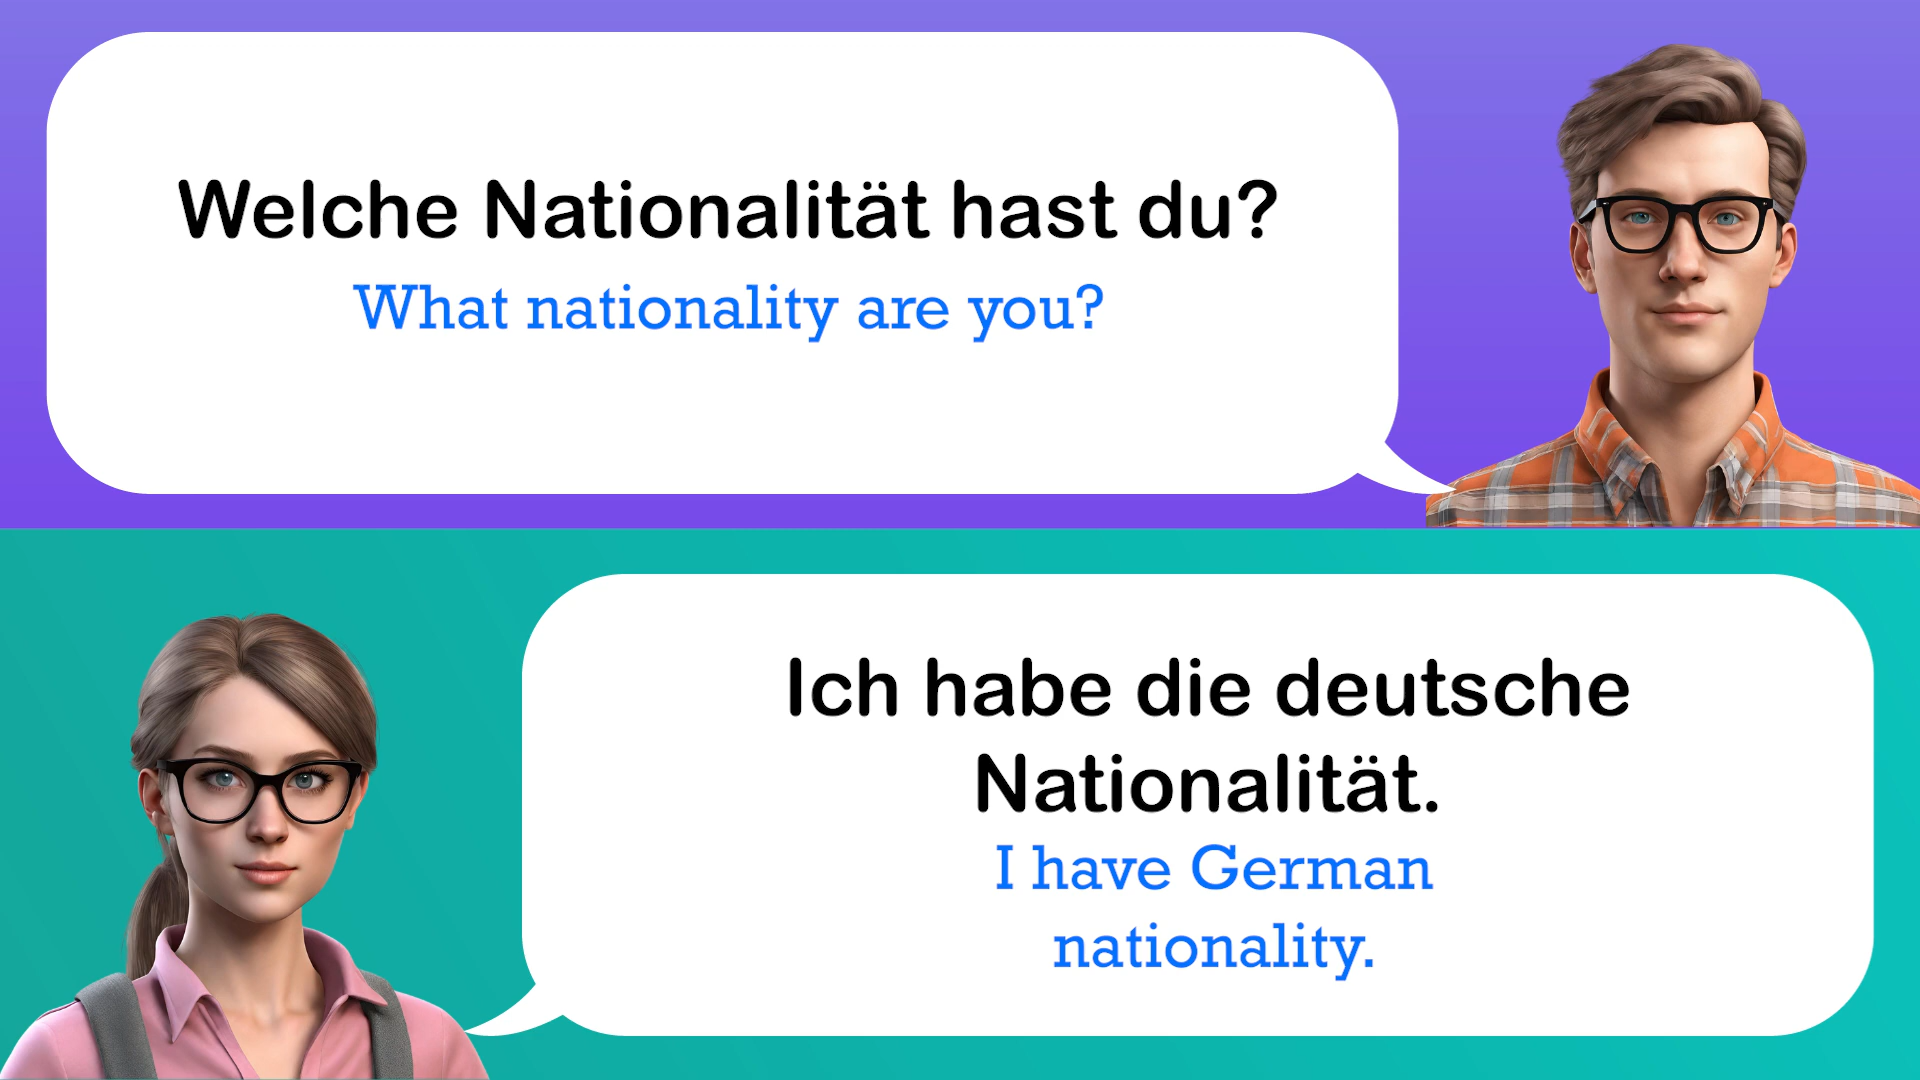 Welche Nationalität hast du?
What nationality are you?
Ich habe die deutsche
Nationalität.
I have German
nationality.